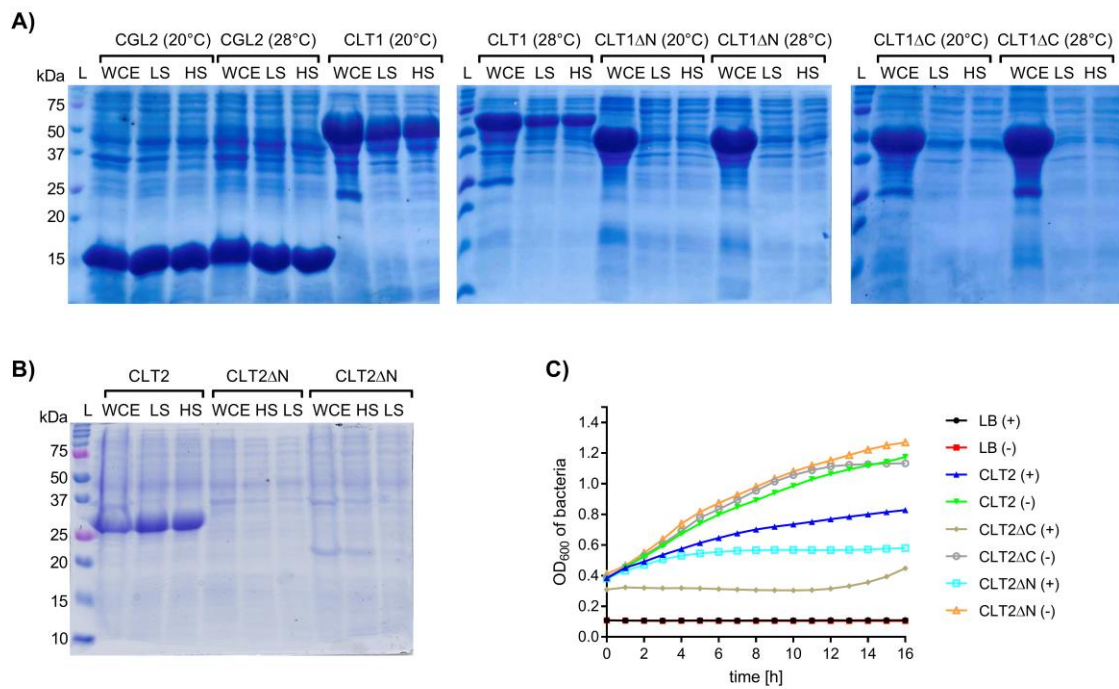 A)
CGL2 (20°C) CGL2 (28°C) CLT1 (20°C) CLT1 (28°C) CLT1ΔN (20°C) CLT1ΔN (28°C) CLT1ΔC (20°C) CLT1ΔC (28°C)
kDa L WCE LS HS WCE LS HS WCE LS HS L WCE LS HS WCE LS HS WCE LS HS L WCE LS HS WCE LS HS
75
50
37
25
20
15
B)
CLT2 CLT2ΔN CLT2ΔN
kDa L WCE LS HS WCE HS LS WCE HS LS
75
50
37
25
20
15
10
C)
OD600 of bacteria
1.4
1.2
1.0
0.8
0.6
0.4
0.2
0.0
0 2 4 6 8 10 12 14 16
time [h]
LB (+)
LB (-)
CLT2 (+)
CLT2 (-)
CLT2ΔC (+)
CLT2ΔC (-)
CLT2ΔN (+)
CLT2ΔN (-)